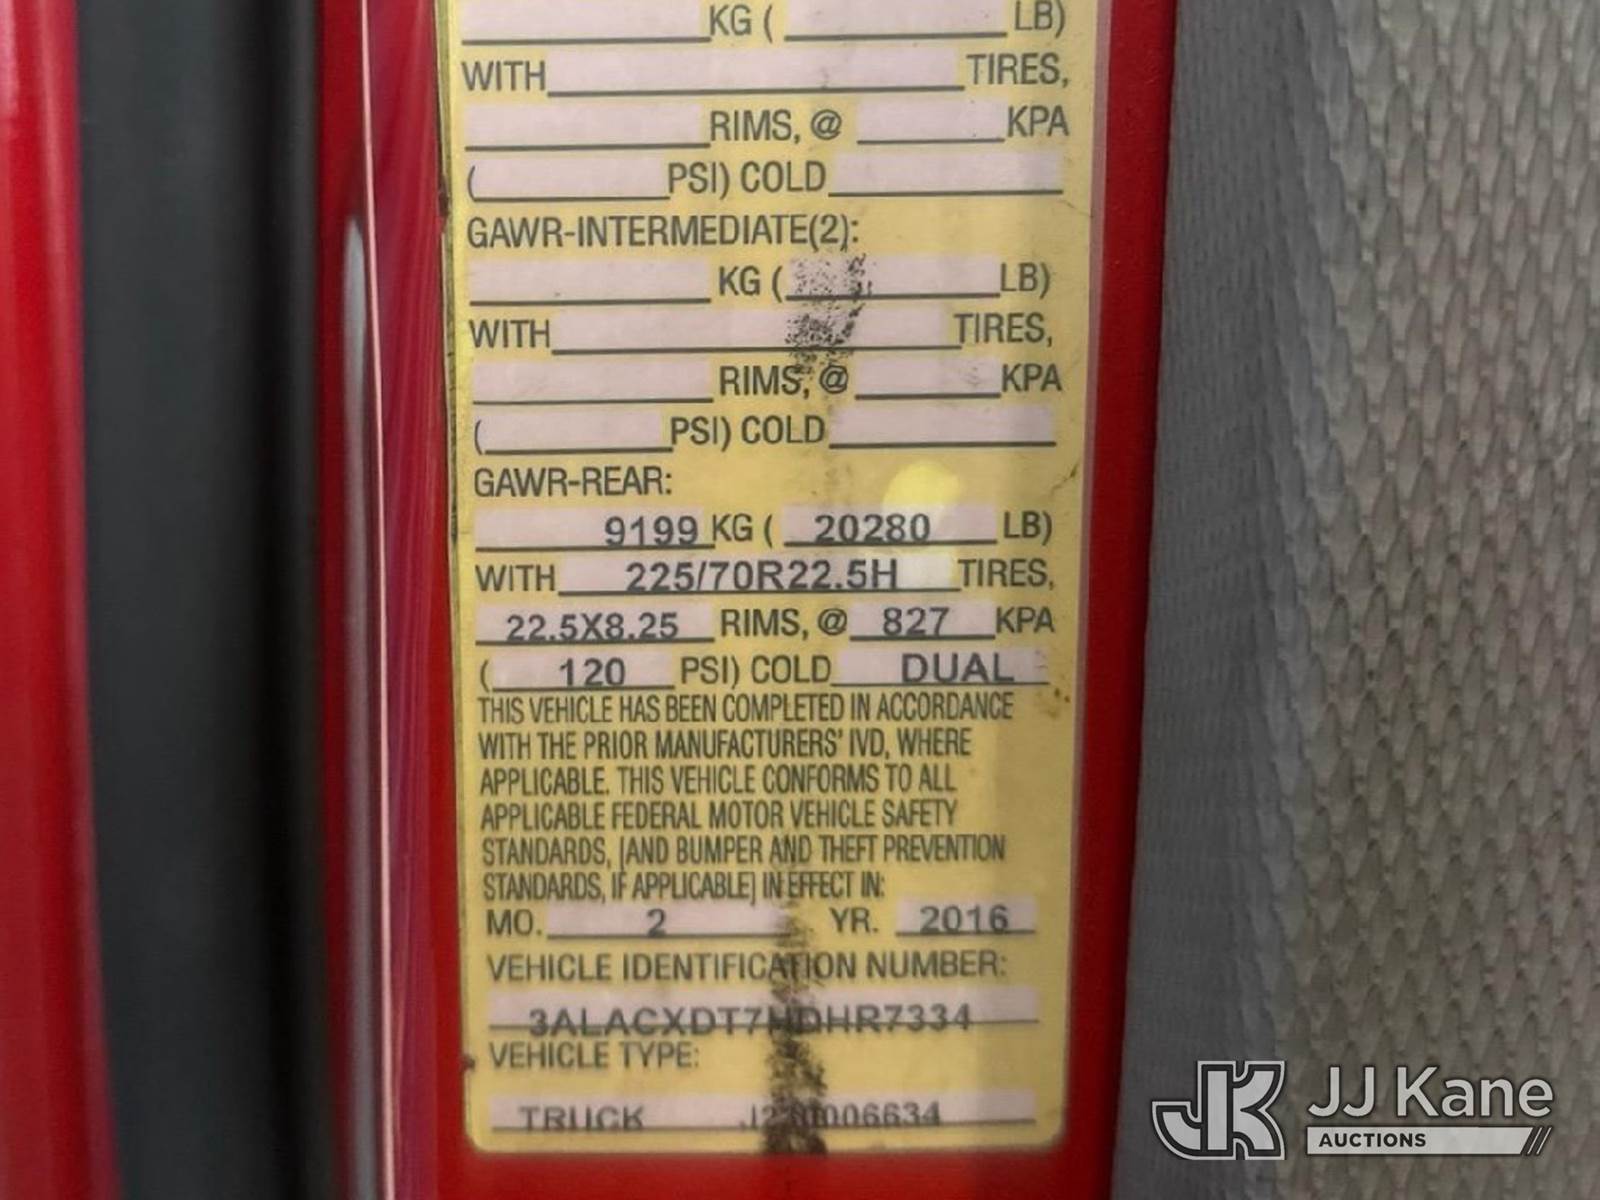 KG ( LB)
WITH TIRES,
RIMS, @ KPA
( PSI) COLD
GAWR-INTERMEDIATE(2):
KG ( LB)
WITH TIRES,
RIMS, @ KPA
( PSI) COLD
GAWR-REAR:
9199 KG ( 20280 LB)
WITH 225/70R22.5H TIRES,
22.5X8.25 RIMS, @ 827 KPA
( 120 PSI) COLD DUAL
THIS VEHICLE HAS BEEN COMPLETED IN ACCORDANCE
WITH THE PRIOR MANUFACTURERS' IVD, WHERE
APPLICABLE. THIS VEHICLE CONFORMS TO ALL
APPLICABLE FEDERAL MOTOR VEHICLE SAFETY
STANDARDS, [AND BUMPER AND THEFT PREVENTION
STANDARDS, IF APPLICABLE] IN EFFECT IN:
MO. 2 YR. 2016
VEHICLE IDENTIFICATION NUMBER:
3ALACXDT7HDHR7334
VEHICLE TYPE:
TRUCK
JK JJ Kane
AUCTIONS